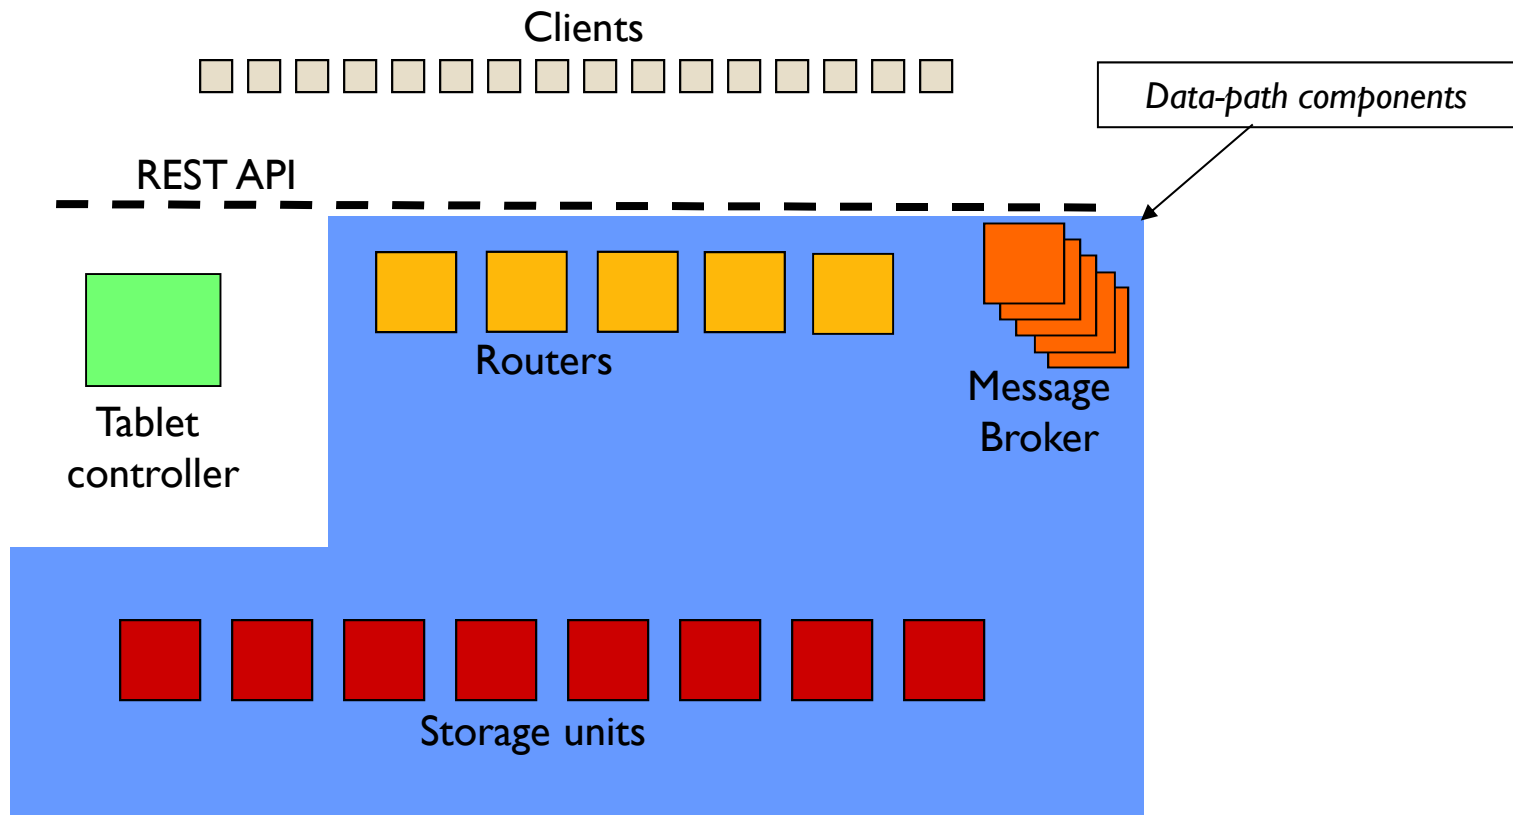 Clients
Data-path components
REST API
Routers
Message
Broker
Tablet
controller
Storage units